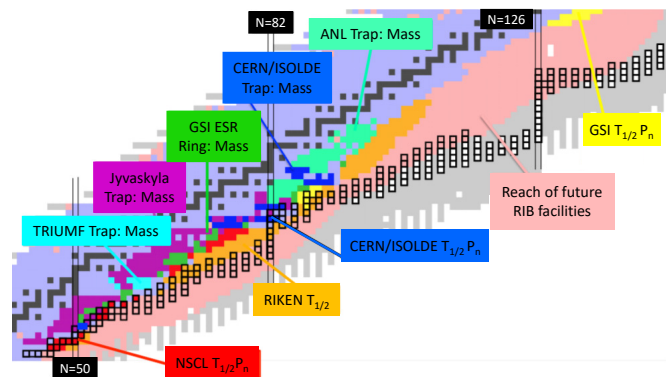 N=82
N=126
ANL Trap: Mass
CERN/ISOLDE
Trap: Mass
GSI ESR
Ring: Mass
GSI T1/2 Pn
Jyvaskyla
Trap: Mass
Reach of future
RIB facilities
TRIUMF Trap: Mass
CERN/ISOLDE T1/2 Pn
RIKEN T1/2
NSCL T1/2Pn
N=50